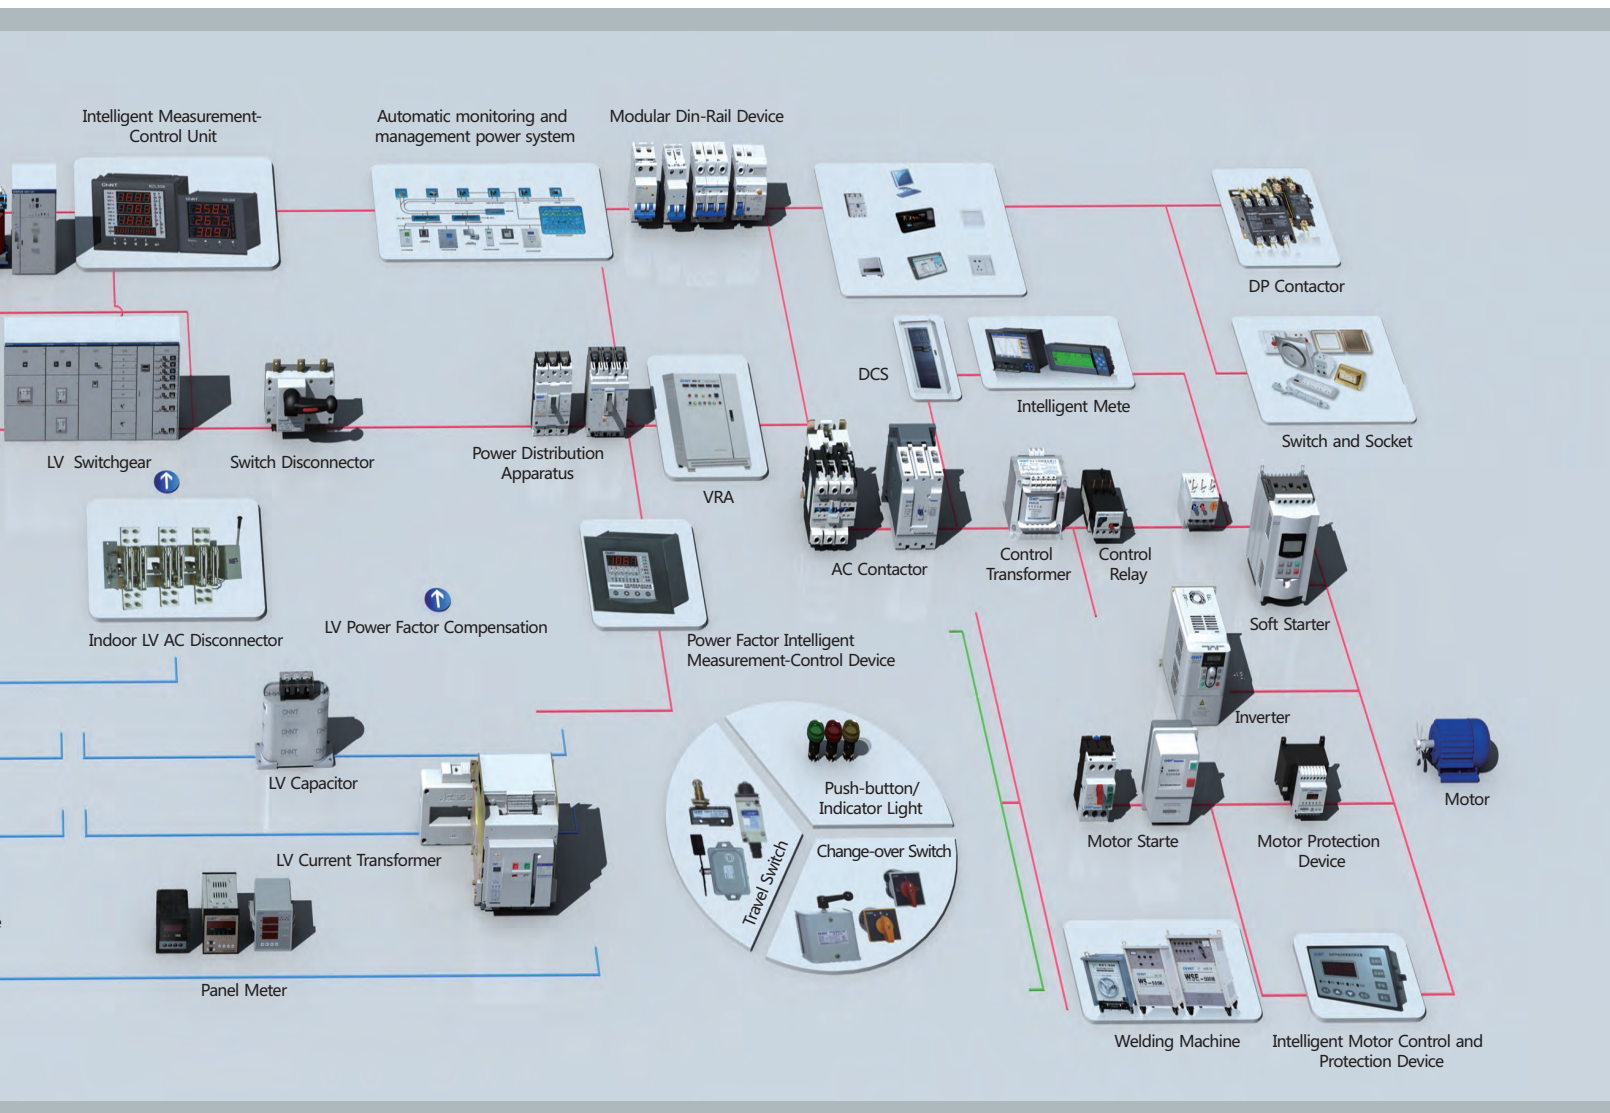 Intelligent Measurement-
Control Unit
Automatic monitoring and
management power system
Modular Din-Rail Device
CHNT
DP Contactor
DCS
Intelligent Mete
Switch and Socket
LV Switchgear
Switch Disconnector
Power Distribution
Apparatus
VRA
AC Contactor
Control
Transformer
Control
Relay
Soft Starter
Indoor LV AC Disconnector
LV Power Factor Compensation
Power Factor Intelligent
Measurement-Control Device
Inverter
CHNT
CHNT
CHNT
LV Capacitor
Push-button/
Indicator Light
Motor
LV Current Transformer
Travel Switch
Change-over Switch
Motor Starte
Motor Protection
Device
e
Panel Meter
Welding Machine
Intelligent Motor Control and
Protection Device